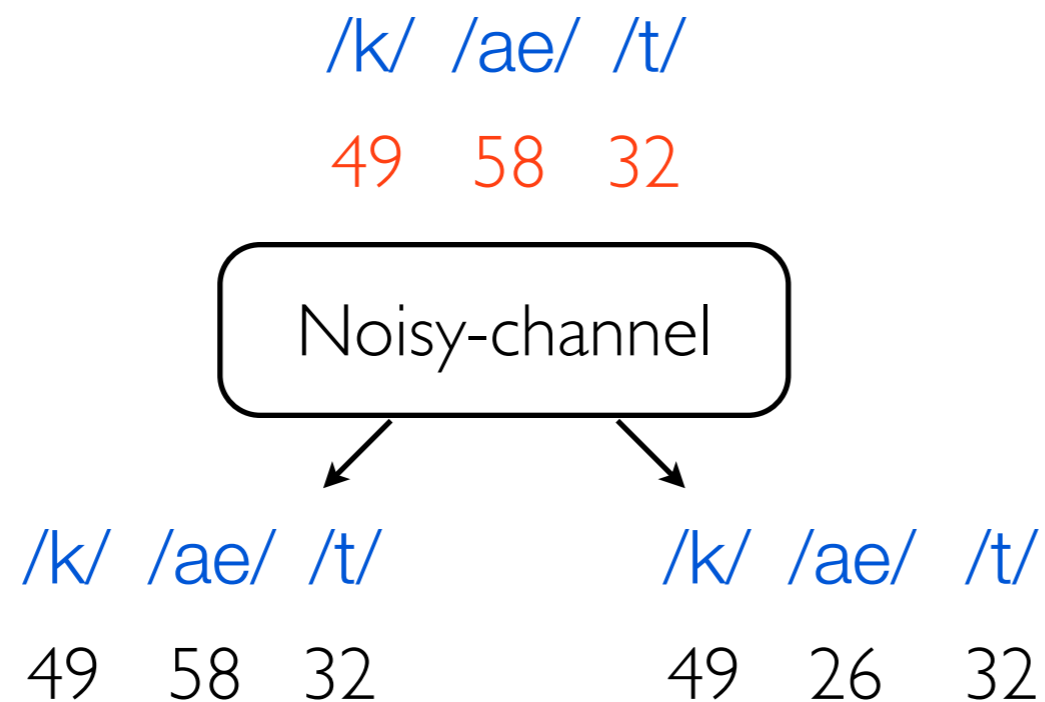 /k/ /ae/ /t/
49 58 32
Noisy-channel
/k/ /ae/ /t/ /k/ /ae/ /t/
49 58 32 49 26 32